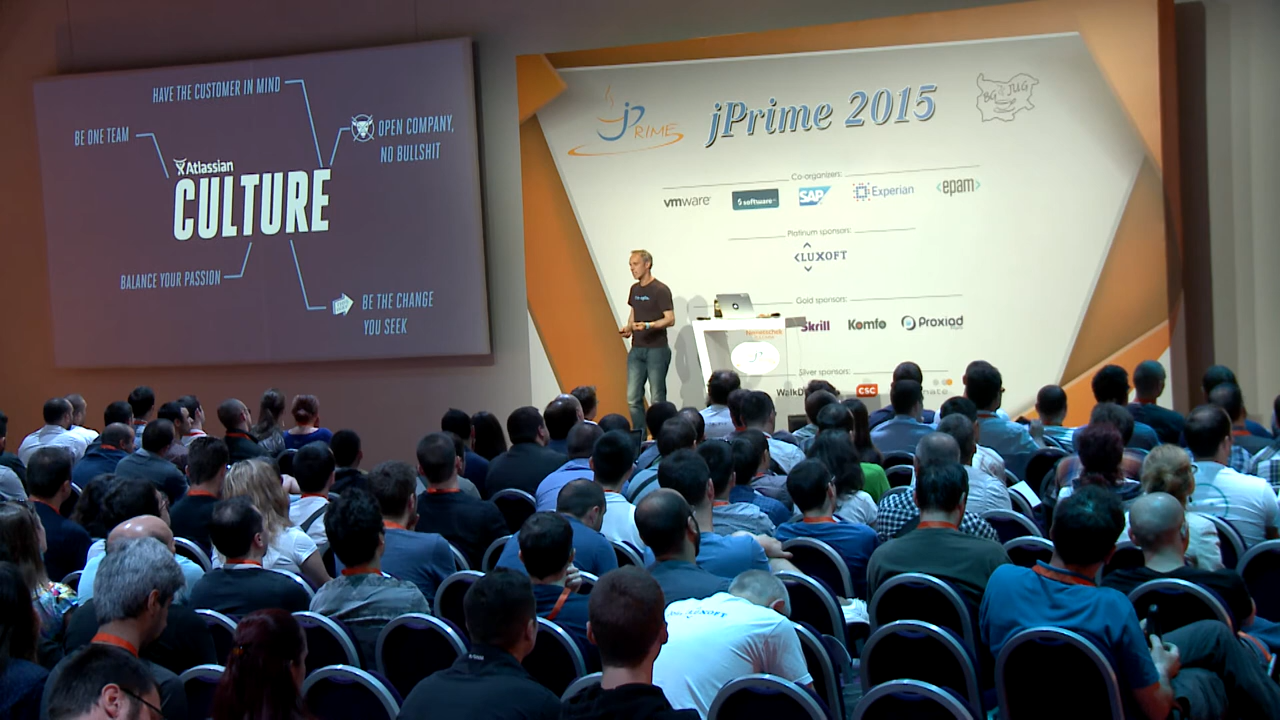 HAVE THE CUSTOMER IN MIND
BE ONE TEAM
OPEN COMPANY,
NO BULLSHIT
Atlassian
CULTURE
BALANCE YOUR PASSION
BE THE CHANGE
YOU SEEK
JPRIME
jPrime 2015
BG JUG
Co-organizers:
vmware
software
SAP
Experian
<epam>
Platinum sponsors:
LUXOFT
Gold sponsors:
Skrill
Komfo
Proxiad
Silver sponsors:
CSC
LUXOFT